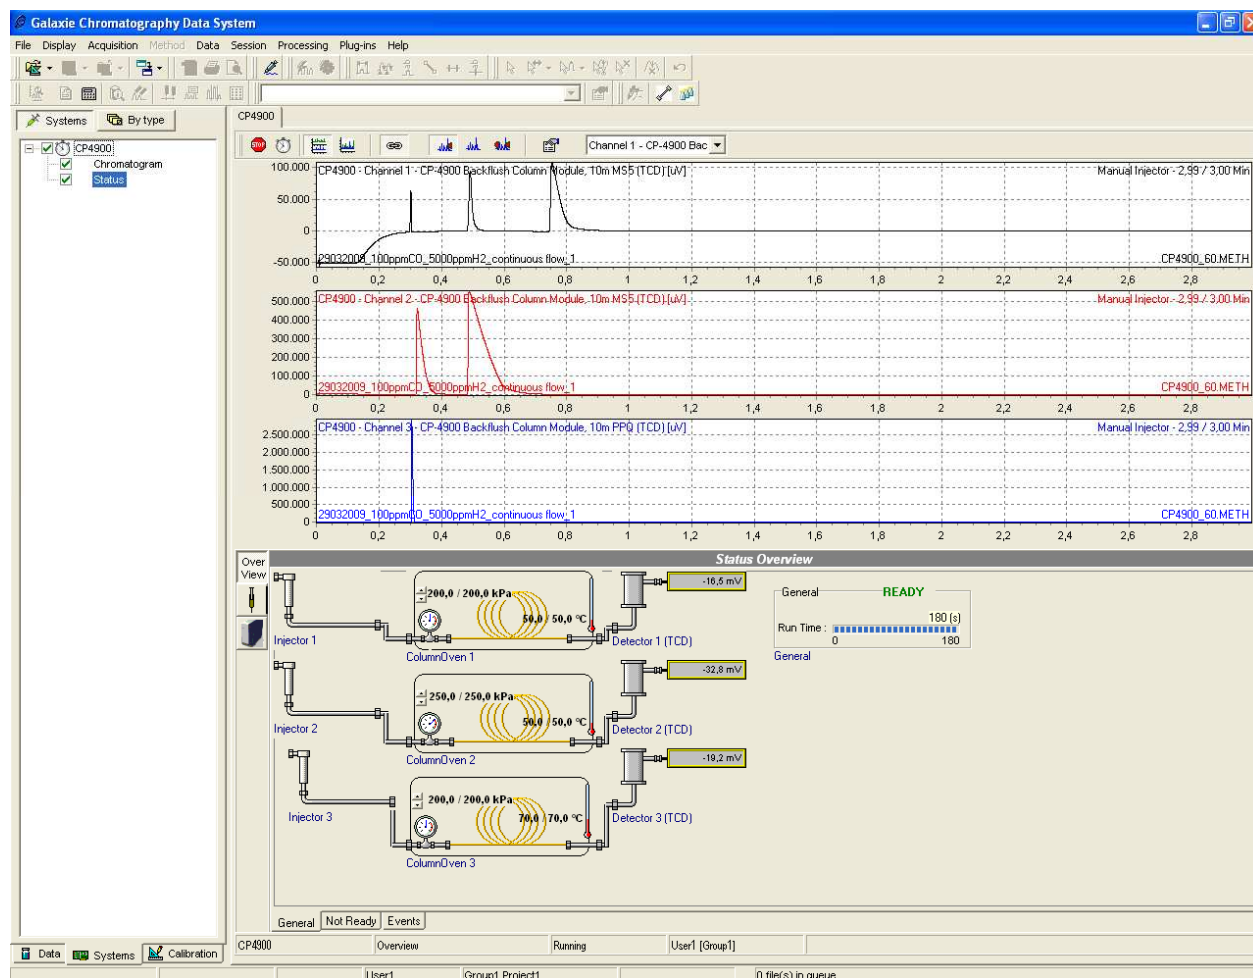 Galaxie Chromatography Data System
File Display Acquisition Method Data Session Processing Plug-ins Help
Systems By type
CP4900
Chromatogram
Status
CP4900
STOP Channel 1 - CP-4900 Bac
CP4900 - Channel 1 - CP-4900 Backflush Column Module, 10m MS5 (TCD) [uV] Manual Injector - 2,99 / 3,00 Min
100.000
50.000
0
-50.000
29032009_100ppmCO_5000ppmH2_continuous flow_1 CP4900_60.METH
0 0,2 0,4 0,6 0,8 1 1,2 1,4 1,6 1,8 2 2,2 2,4 2,6 2,8
CP4900 - Channel 2 - CP-4900 Backflush Column Module, 10m MS5 (TCD) [uV] Manual Injector - 2,99 / 3,00 Min
500.000
400.000
300.000
200.000
100.000
0
29032009_100ppmCO_5000ppmH2_continuous flow_1 CP4900_60.METH
0 0,2 0,4 0,6 0,8 1 1,2 1,4 1,6 1,8 2 2,2 2,4 2,6 2,8
CP4900 - Channel 3 - CP-4900 Backflush Column Module, 10m PPQ (TCD) [uV] Manual Injector - 2,99 / 3,00 Min
2.500.000
2.000.000
1.500.000
1.000.000
500.000
0
29032009_100ppmCO_5000ppmH2_continuous flow_1 CP4900_60.METH
0 0,2 0,4 0,6 0,8 1 1,2 1,4 1,6 1,8 2 2,2 2,4 2,6 2,8
Status Overview
Over
View
200,0 / 200,0 kPa
50,0 / 50,0 °C
-16,5 mV
Injector 1
ColumnOven 1
Detector 1 (TCD)
General READY
180 (s)
Run Time :
0 180
General
250,0 / 250,0 kPa
50,0 / 50,0 °C
-32,8 mV
Injector 2
ColumnOven 2
Detector 2 (TCD)
200,0 / 200,0 kPa
70,0 / 70,0 °C
-19,2 mV
Injector 3
ColumnOven 3
Detector 3 (TCD)
General Not Ready Events
Data Systems Calibration
CP4900 Overview Running User1 [Group1]
User1 Group1 Project1 0 file(s) in queue